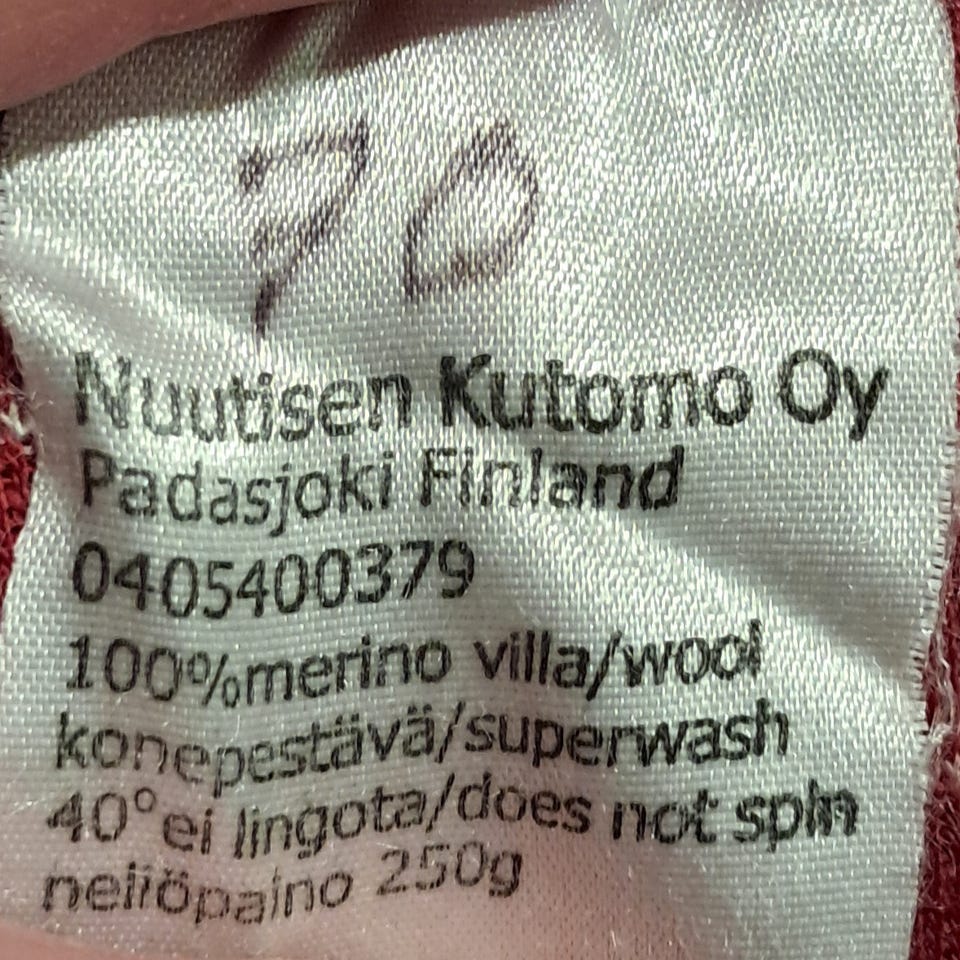 70
Nuutisen Kutomo Oy
Padasjoki Finland
0405400379
100%merino villa/wool
konepestävä/superwash
40° ei lingota/does not spin
neliöpaino 250g